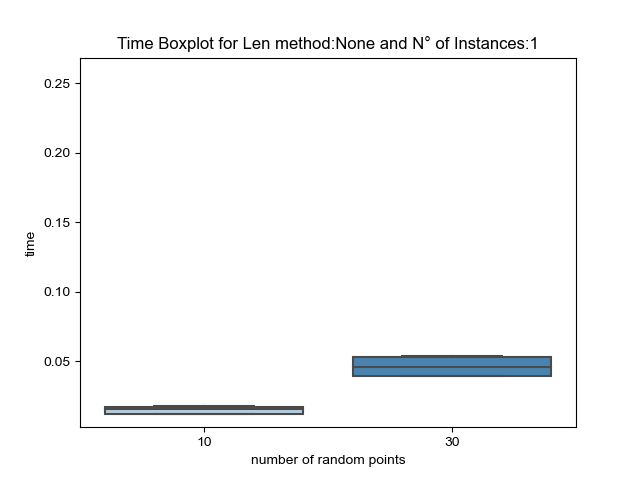 Time Boxplot for Len method:None and N° of Instances:1
0.25
0.20
0.15
0.10
0.05
time
10 30
number of random points